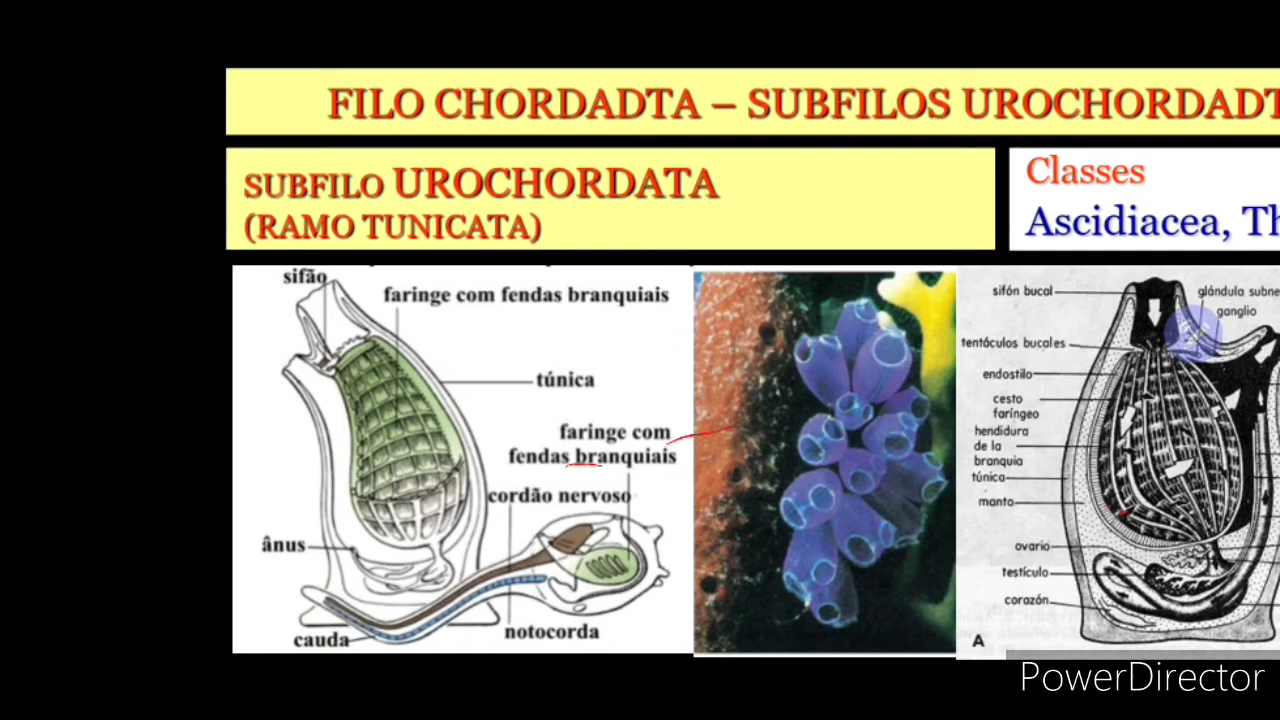 FILO CHORDADTA – SUBFILOS UROCHORDADT
SUBFILO UROCHORDATA
(RAMO TUNICATA)
Classes
Ascidiacea, Th
sifão
faringe com fendas branquiais
túnica
faringe com
fendas branquiais
cordão nervoso
ânus
notocorda
cauda
sifón bucal
glándula subne
ganglio
tentáculos bucales
endostilo
cesto
faríngeo
hendidura
de la
branquia
túnica
manto
ovario
testículo
corazón
A
PowerDirector